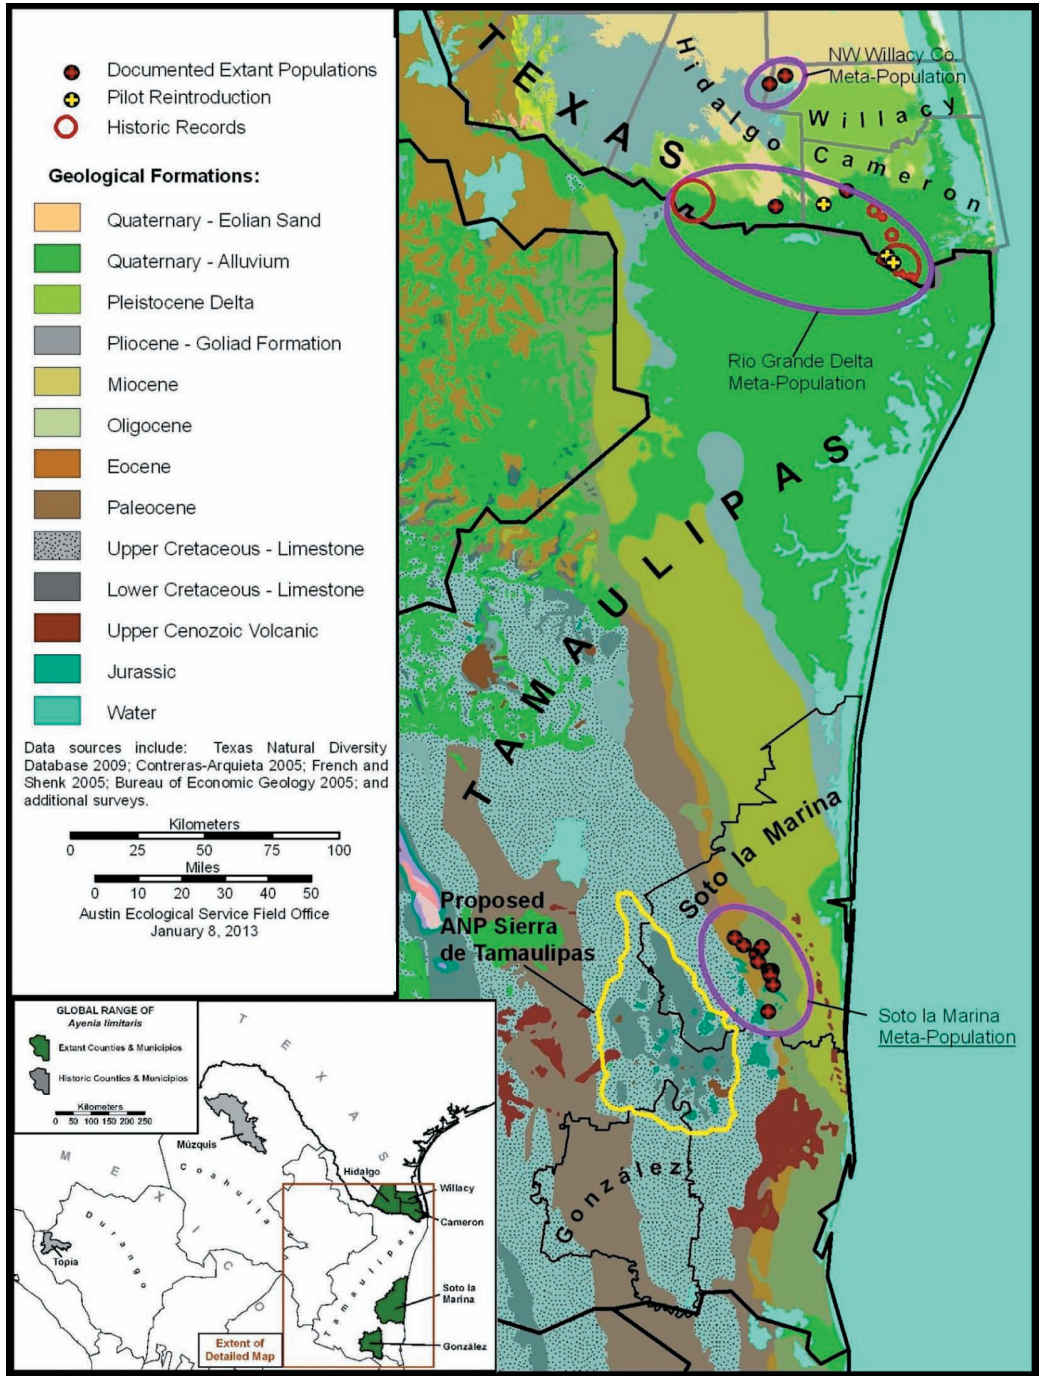 Documented Extant Populations
Pilot Reintroduction
Historic Records
Geological Formations:
Quaternary - Eolian Sand
Quaternary - Alluvium
Pleistocene Delta
Pliocene - Goliad Formation
Miocene
Oligocene
Eocene
Paleocene
Upper Cretaceous - Limestone
Lower Cretaceous - Limestone
Upper Cenozoic Volcanic
Jurassic
Water
Data sources include: Texas Natural Diversity
Database 2009; Contreras-Arquieta 2005; French and
Shenk 2005; Bureau of Economic Geology 2005; and
additional surveys.
Kilometers
0 25 50 75 100
Miles
0 10 20 30 40 50
Austin Ecological Service Field Office
January 8, 2013
TEXAS
Hidalgo
NW Willacy Co.
Meta-Population
Willacy
Cameron
Rio Grande Delta
Meta-Population
TAMAULIPAS
Soto la Marina
Proposed
ANP Sierra
de Tamaulipas
Soto la Marina
Meta-Population
González
GLOBAL RANGE OF
Ayenia limitaris
Extant Counties & Municipios
Historic Counties & Municipios
Kilometers
0 50 100 150 200 250
TEXAS
MEXICO
Múzquis
Coahuila
Durango
Topia
Hidalgo
Willacy
Cameron
Tamaulipas
Soto la
Marina
González
Extent of
Detailed Map